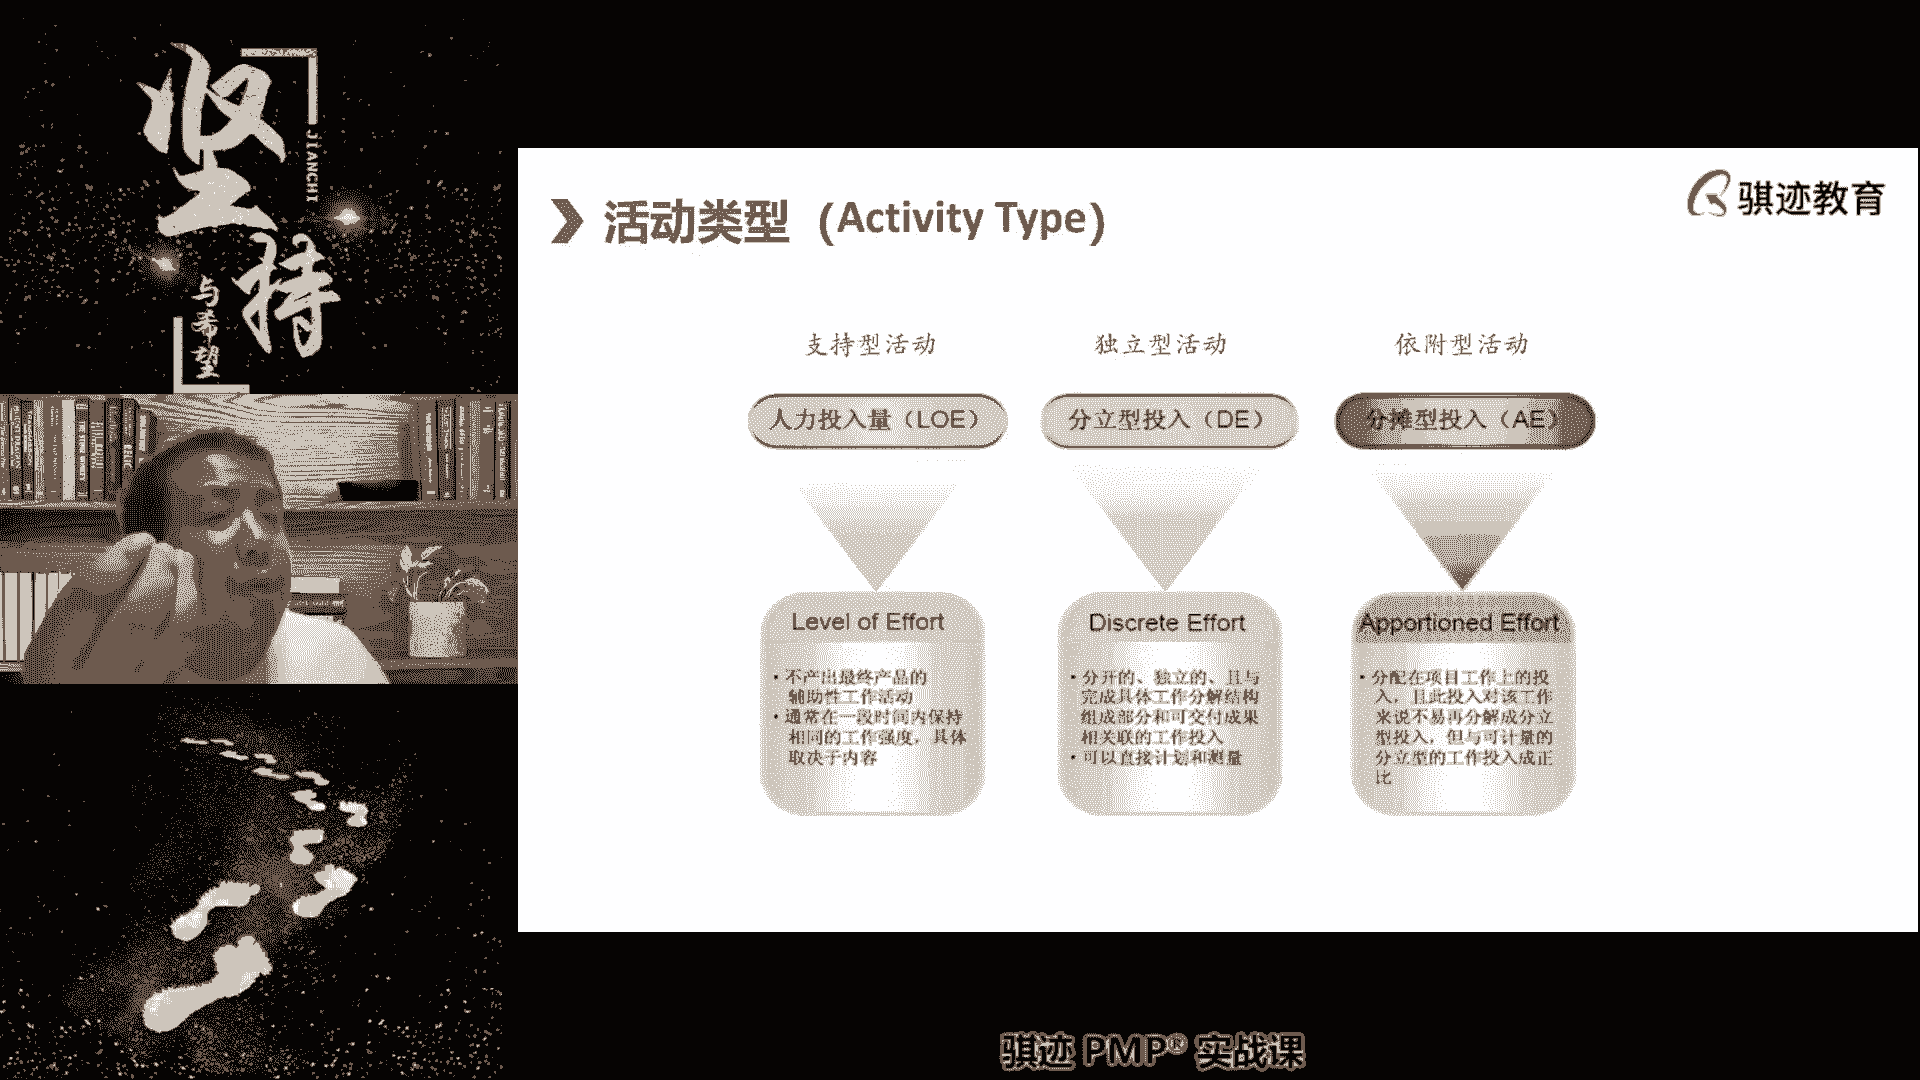 坚持
JIANCHI
与希望
骐迹教育
活动类型（Activity Type）
支持型活动
独立型活动
依附型活动
人力投入量（LOE）
分立型投入（DE）
分摊型投入（AE）
Level of Effort
• 不产出最终产品的
辅助性工作活动
• 通常在一段时间内保持
相同的工作强度，具体
取决于内容
Discrete Effort
• 分开的、独立的、且与
完成具体工作分解结构
组成部分和可交付成果
相关联的工作投入
• 可以直接计划和测量
Apportioned Effort
• 分配在项目工作上的投
入，且此投入对该工作
来说不易再分解成分立
型投入，但与可计量的
分立型的工作投入成正
比
骐迹 PMP® 实战课